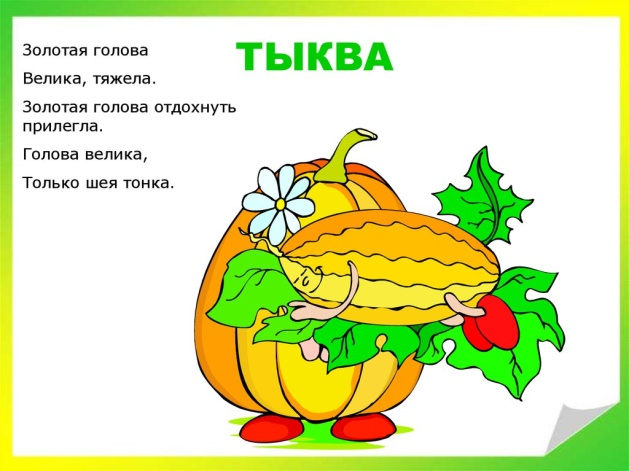 ТЫКВА
Золотая голова
Велика, тяжела.
Золотая голова отдохнуть
прилегла.
Голова велика,
Только шея тонка.